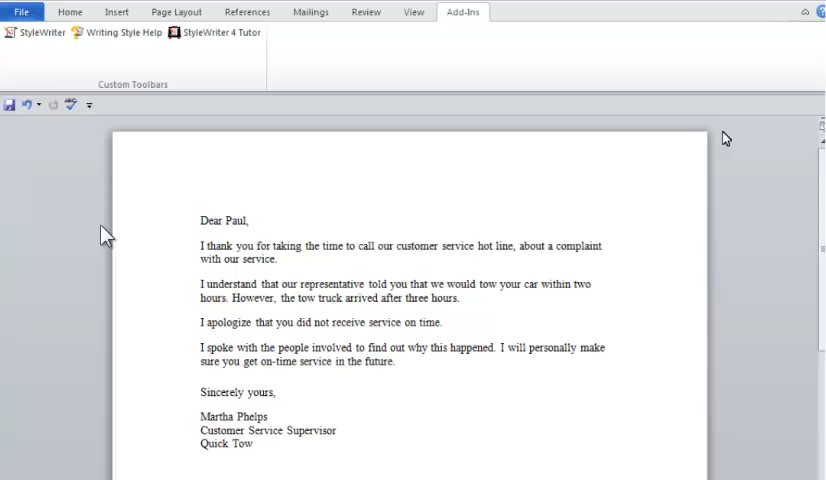 File Home Insert Page Layout References Mailings Review View Add-Ins
StyleWriter Writing Style Help StyleWriter 4 Tutor
Custom Toolbars
Dear Paul,
I thank you for taking the time to call our customer service hot line, about a complaint
with our service.
I understand that our representative told you that we would tow your car within two
hours. However, the tow truck arrived after three hours.
I apologize that you did not receive service on time.
I spoke with the people involved to find out why this happened. I will personally make
sure you get on-time service in the future.
Sincerely yours,
Martha Phelps
Customer Service Supervisor
Quick Tow